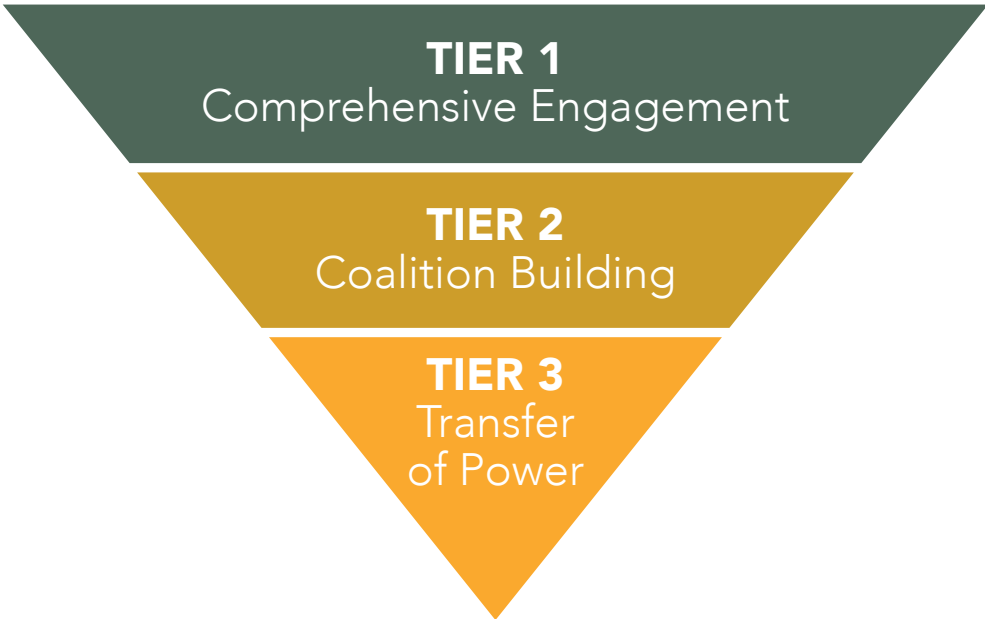 TIER 1
Comprehensive Engagement
TIER 2
Coalition Building
TIER 3
Transfer
of Power